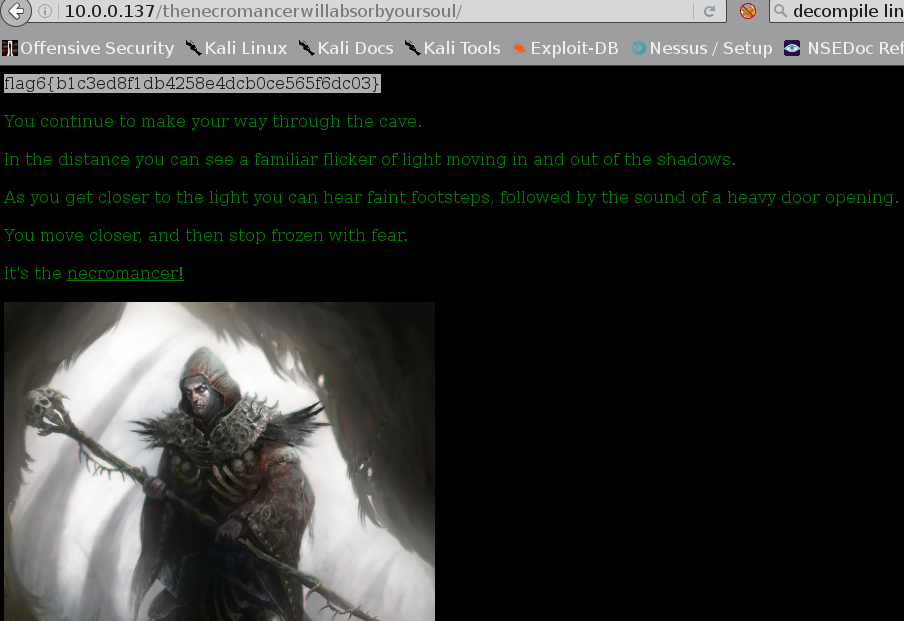 10.0.0.137/thenecromancerwillabsorbyoursoul/
decompile lin
Offensive Security Kali Linux Kali Docs Kali Tools Exploit-DB Nessus / Setup NSEDoc Ref
flag6{b1c3ed8f1db4258e4dcb0ce565f6dc03}
You continue to make your way through the cave.
In the distance you can see a familiar flicker of light moving in and out of the shadows.
As you get closer to the light you can hear faint footsteps, followed by the sound of a heavy door opening.
You move closer, and then stop frozen with fear.
It's the necromancer!